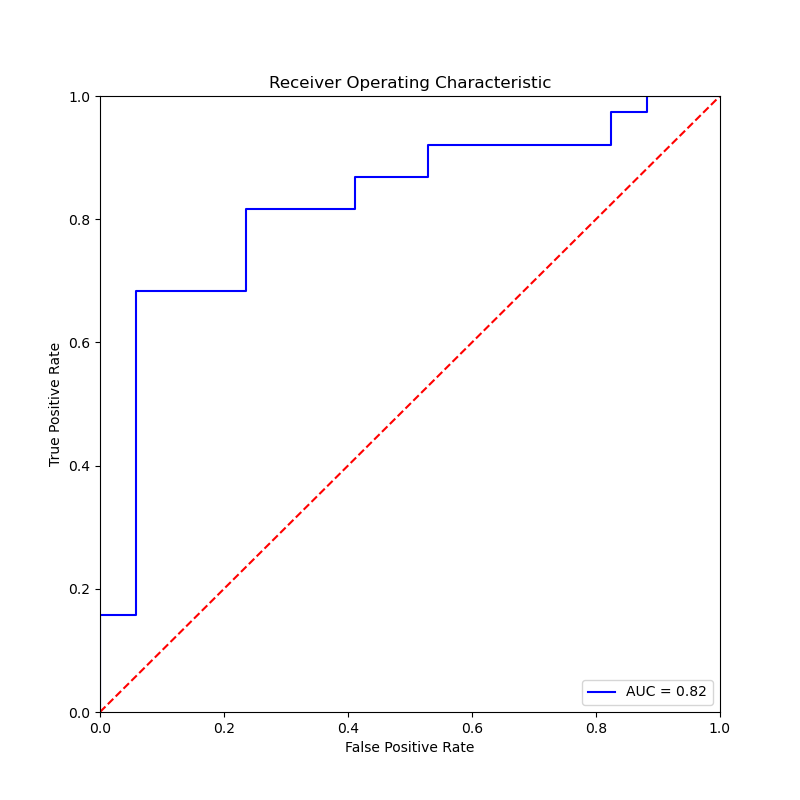 Receiver Operating Characteristic
1.0
0.8
0.6
0.4
0.2
0.0
True Positive Rate
AUC = 0.82
0.0 0.2 0.4 0.6 0.8 1.0
False Positive Rate